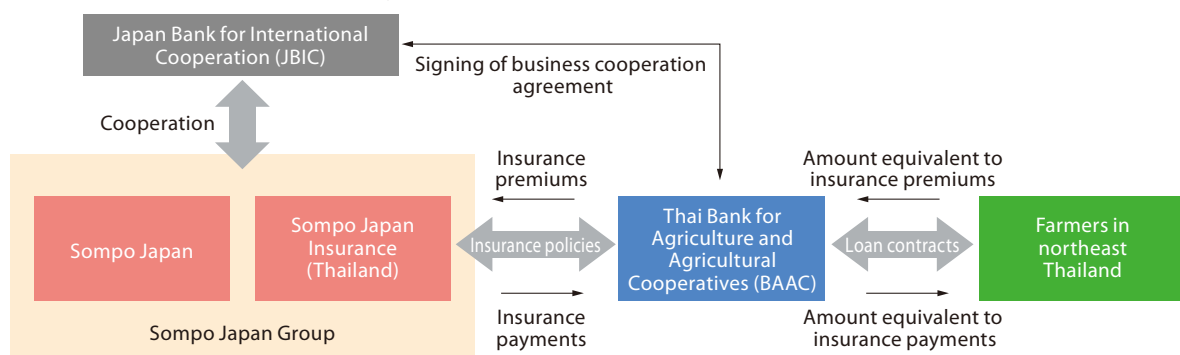 Japan Bank for International
Cooperation (JBIC)
Signing of business cooperation
agreement
Cooperation
Insurance
premiums
Amount equivalent to
insurance premiums
Sompo Japan
Sompo Japan
Insurance
(Thailand)
Insurance policies
Thai Bank for
Agriculture and
Agricultural
Cooperatives (BAAC)
Loan contracts
Farmers in
northeast
Thailand
Sompo Japan Group
Insurance
payments
Amount equivalent to
insurance payments